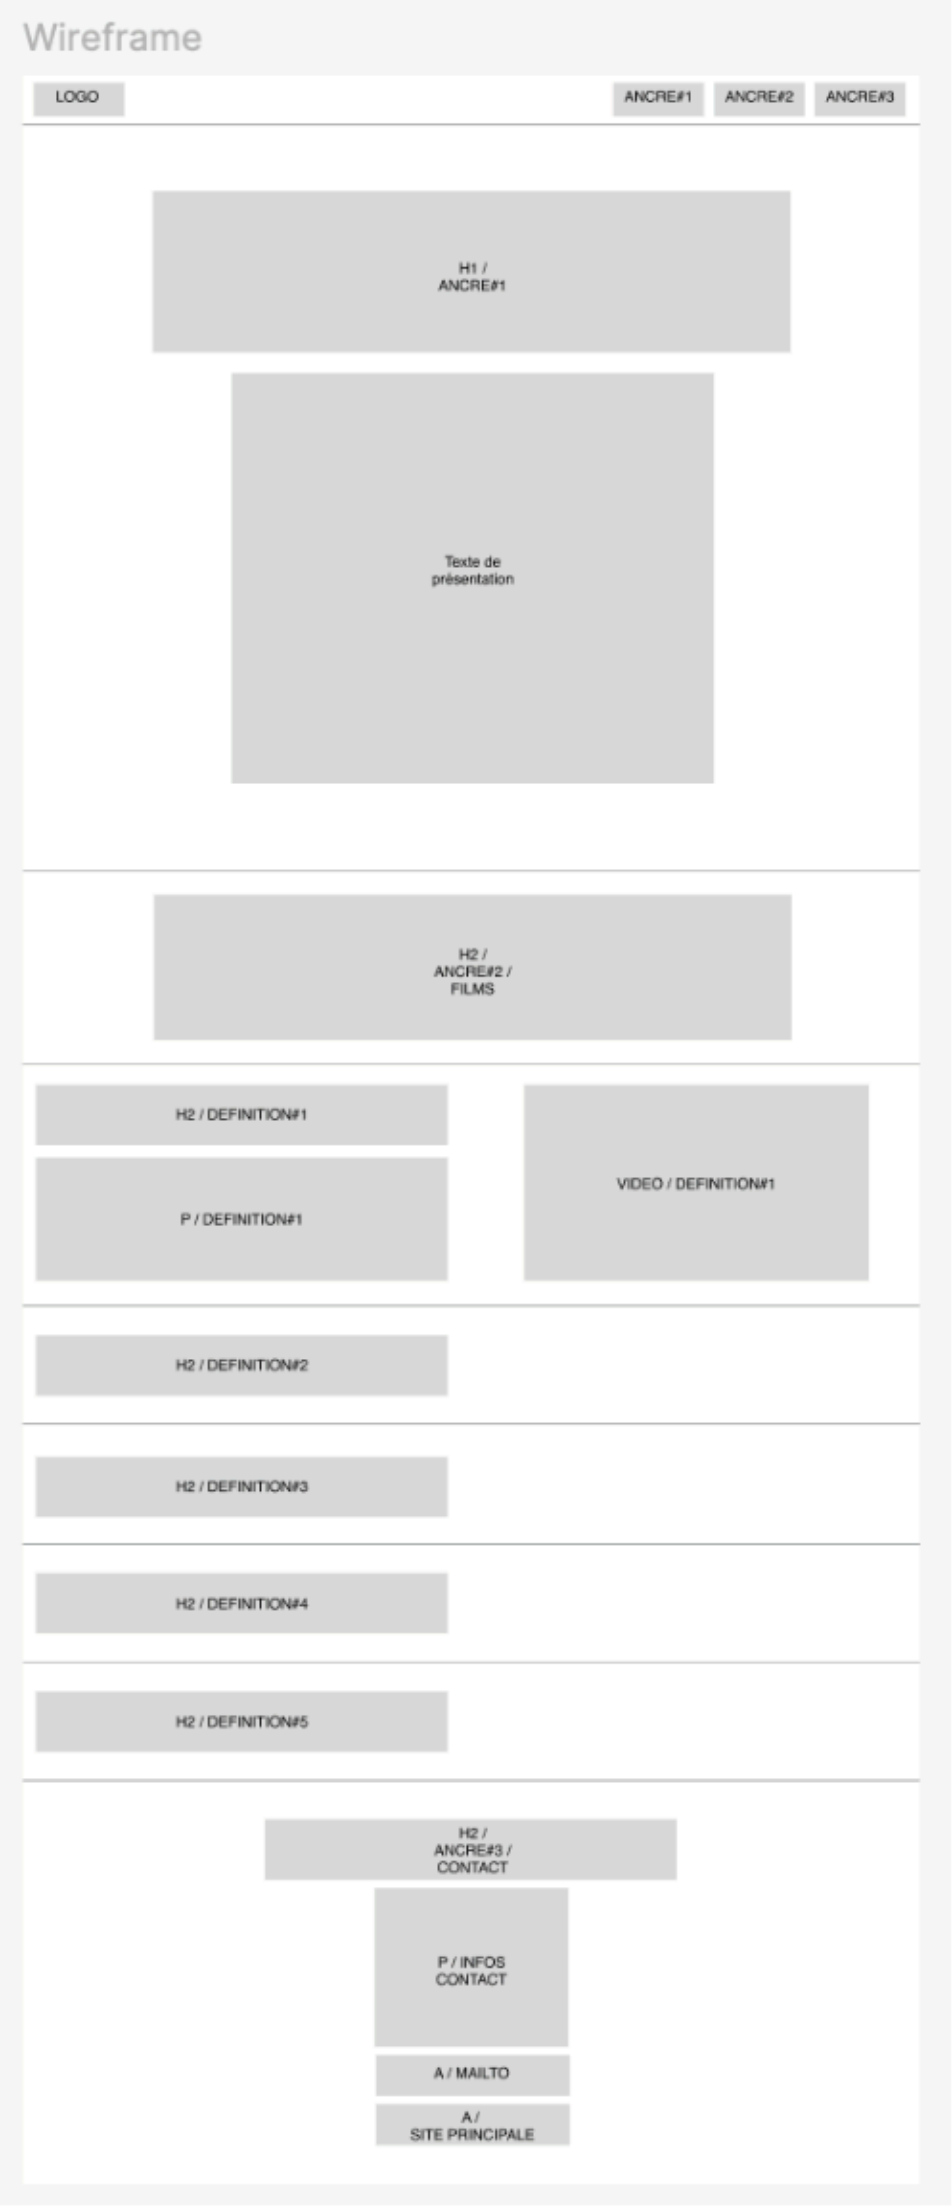 Wireframe
LOGO
ANCRE#1
ANCRE#2
ANCRE#3
H1 /
ANCRE#1
Texte de
présentation
H2 /
ANCRE#2 /
FILMS
H2 / DEFINITION#1
P / DEFINITION#1
VIDEO / DEFINITION#1
H2 / DEFINITION#2
H2 / DEFINITION#3
H2 / DEFINITION#4
H2 / DEFINITION#5
H2 /
ANCRE#3 /
CONTACT
P / INFOS
CONTACT
A / MAILTO
A /
SITE PRINCIPALE